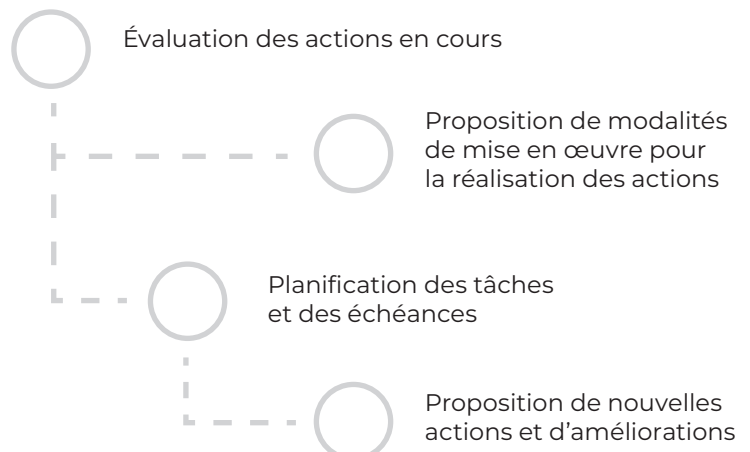 Évaluation des actions en cours
Proposition de modalités
de mise en œuvre pour
la réalisation des actions
Planification des tâches
et des échéances
Proposition de nouvelles
actions et d’améliorations